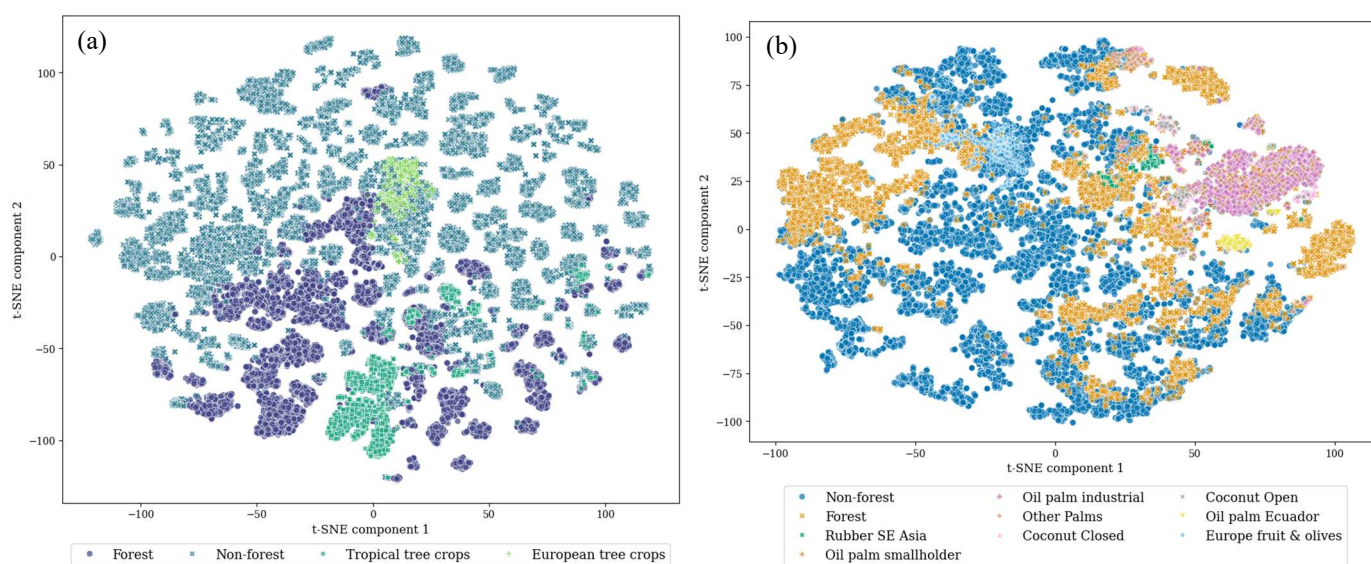 (a)
100
50
0
−50
−100
t-SNE component 2
−100 −50 0 50 100
t-SNE component 1
Forest Non-forest Tropical tree crops European tree crops
(b)
100
75
50
25
0
−25
−50
−75
−100
t-SNE component 2
−100 −50 0 50 100
t-SNE component 1
Non-forest Oil palm industrial Coconut Open
Forest Other Palms Oil palm Ecuador
Rubber SE Asia Coconut Closed Europe fruit & olives
Oil palm smallholder